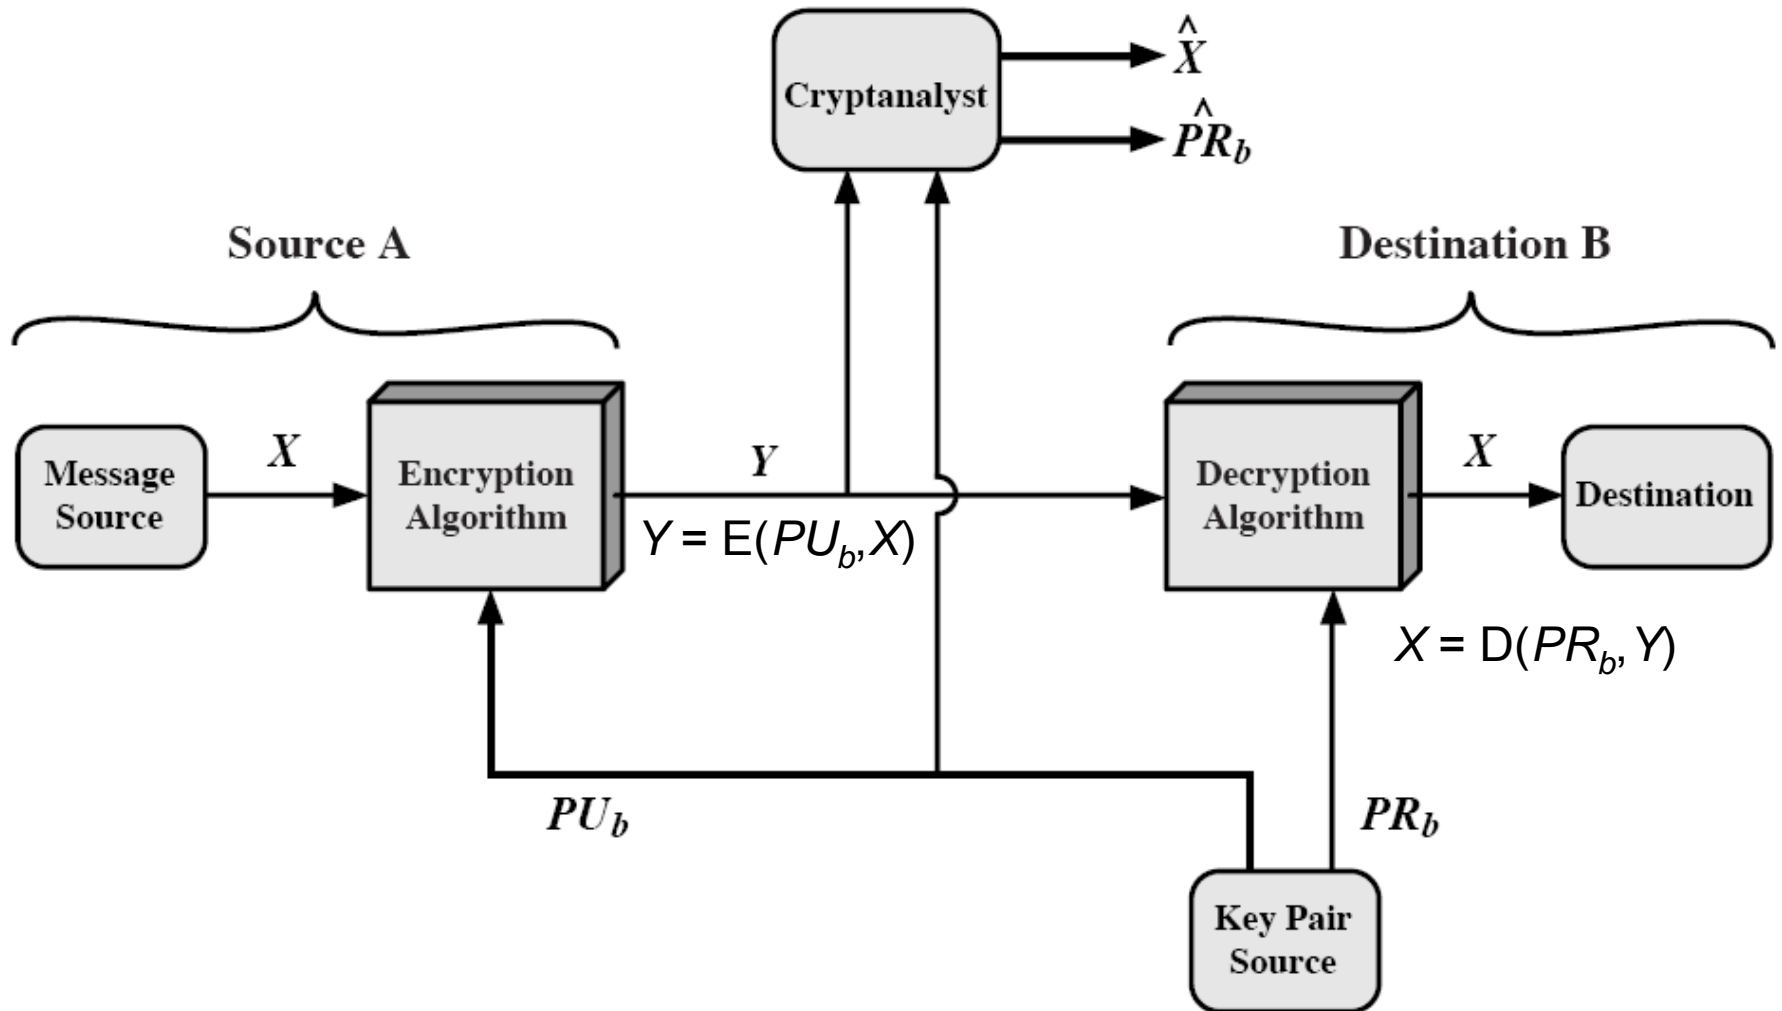 X̂
Cryptanalyst
P̂R_b
Source A
Destination B
X
Y
X
Message
Source
Encryption
Algorithm
Decryption
Algorithm
Destination
Y = E(PU_b, X)
X = D(PR_b, Y)
PU_b
PR_b
Key Pair
Source